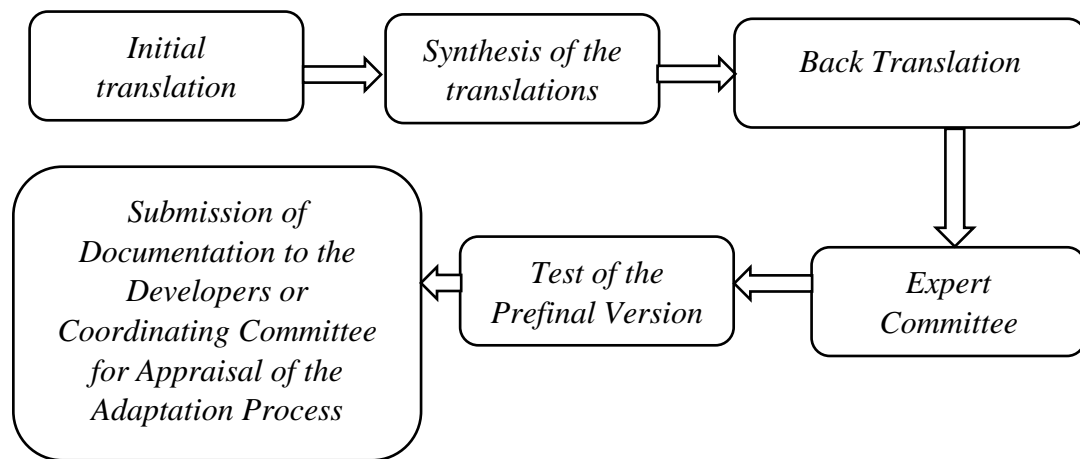 Initial
translation
Synthesis of the
translations
Back Translation
Expert
Committee
Test of the
Prefinal Version
Submission of
Documentation to the
Developers or
Coordinating Committee
for Appraisal of the
Adaptation Process